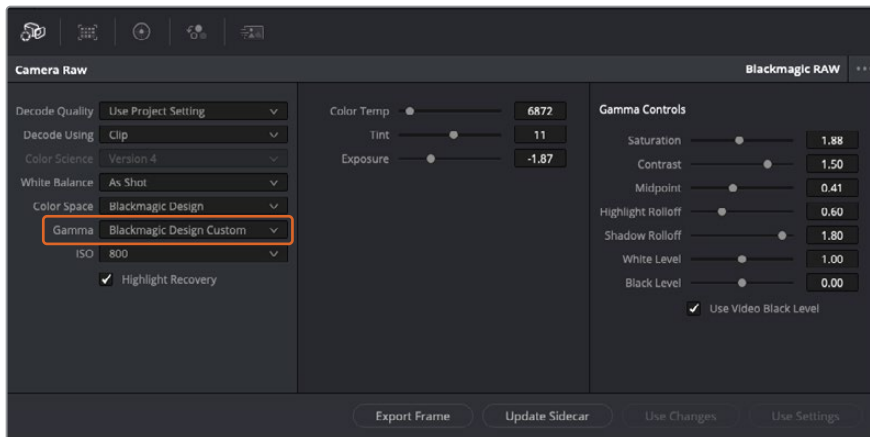 Camera Raw
Blackmagic RAW
Decode Quality Use Project Setting
Decode Using Clip
Color Science Version 4
White Balance As Shot
Color Space Blackmagic Design
Gamma Blackmagic Design Custom
ISO 800
Highlight Recovery
Color Temp 6872
Tint 11
Exposure -1.87
Gamma Controls
Saturation 1.88
Contrast 1.50
Midpoint 0.41
Highlight Rolloff 0.60
Shadow Rolloff 1.80
White Level 1.00
Black Level 0.00
Use Video Black Level
Export Frame
Update Sidecar
Use Changes
Use Settings